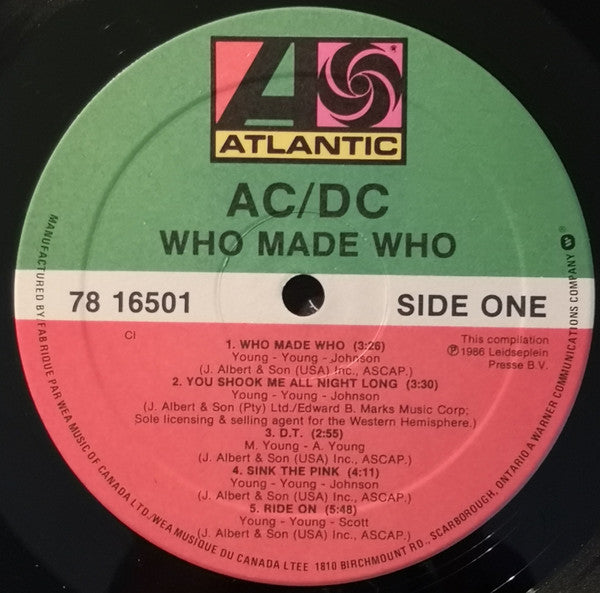 ATLANTIC
AC/DC
WHO MADE WHO
78 16501
SIDE ONE
CI
This compilation
℗ 1986 Leidseplein
Presse B.V.
1. WHO MADE WHO (3:26)
Young - Young - Johnson
(J. Albert & Son (USA) Inc., ASCAP.)
2. YOU SHOOK ME ALL NIGHT LONG (3:30)
Young - Young - Johnson
(J. Albert & Son (Pty) Ltd./Edward B. Marks Music Corp;
Sole licensing & selling agent for the Western Hemisphere.)
3. D.T. (2:55)
M. Young - A. Young
(J. Albert & Son (USA) Inc., ASCAP.)
4. SINK THE PINK (4:11)
Young - Young - Johnson
(J. Albert & Son (USA) Inc., ASCAP.)
5. RIDE ON (5:48)
Young - Young - Scott
(J. Albert & Son (USA) Inc., ASCAP.)
MANUFACTURED BY/FABRIQUE PAR WEA MUSIC OF CANADA LTD./WEA MUSIQUE DU CANADA LTEE 1810 BIRCHMOUNT RD., SCARBOROUGH, ONTARIO A WARNER COMMUNICATIONS COMPANY ®